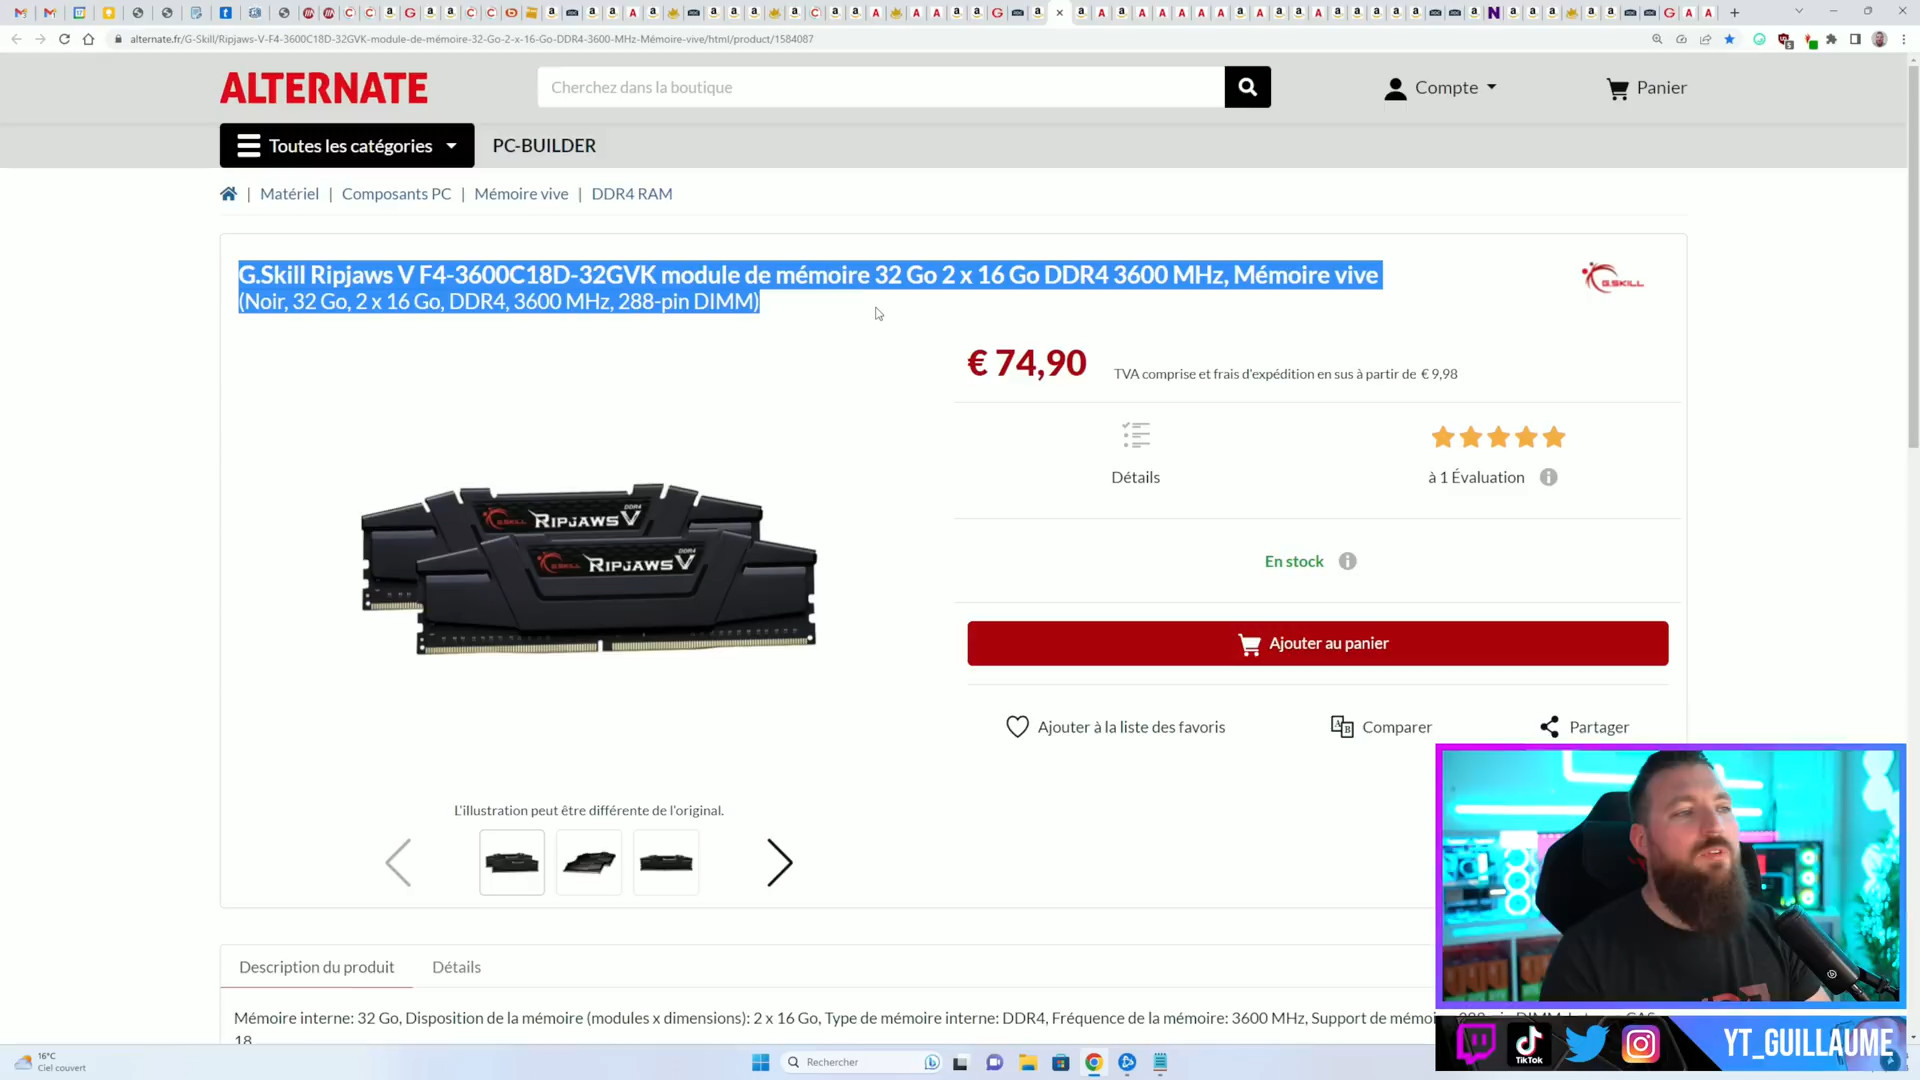 alternate.fr/G-Skill/Ripjaws-V-F4-3600C18D-32GVK-module-de-mémoire-32-Go-2-x-16-Go-DDR4-3600-MHz-Mémoire-vive/html/product/1584087
ALTERNATE
Cherchez dans la boutique
Compte
Panier
Toutes les catégories
PC-BUILDER
| Matériel | Composants PC | Mémoire vive | DDR4 RAM
G.Skill Ripjaws V F4-3600C18D-32GVK module de mémoire 32 Go 2 x 16 Go DDR4 3600 MHz, Mémoire vive
(Noir, 32 Go, 2 x 16 Go, DDR4, 3600 MHz, 288-pin DIMM)
G.SKILL
€ 74,90
TVA comprise et frais d'expédition en sus à partir de € 9,98
Détails
à 1 Évaluation
En stock
Ajouter au panier
Ajouter à la liste des favoris
Comparer
Partager
G.SKILL RIPJAWS V DDR4
G.SKILL RIPJAWS V DDR4
L'illustration peut être différente de l'original.
Description du produit
Détails
Mémoire interne: 32 Go, Disposition de la mémoire (modules x dimensions): 2 x 16 Go, Type de mémoire interne: DDR4, Fréquence de la mémoire: 3600 MHz, Support de mémoi
18
TikTok
YT_GUILLAUME
16°C
Ciel couvert
Rechercher